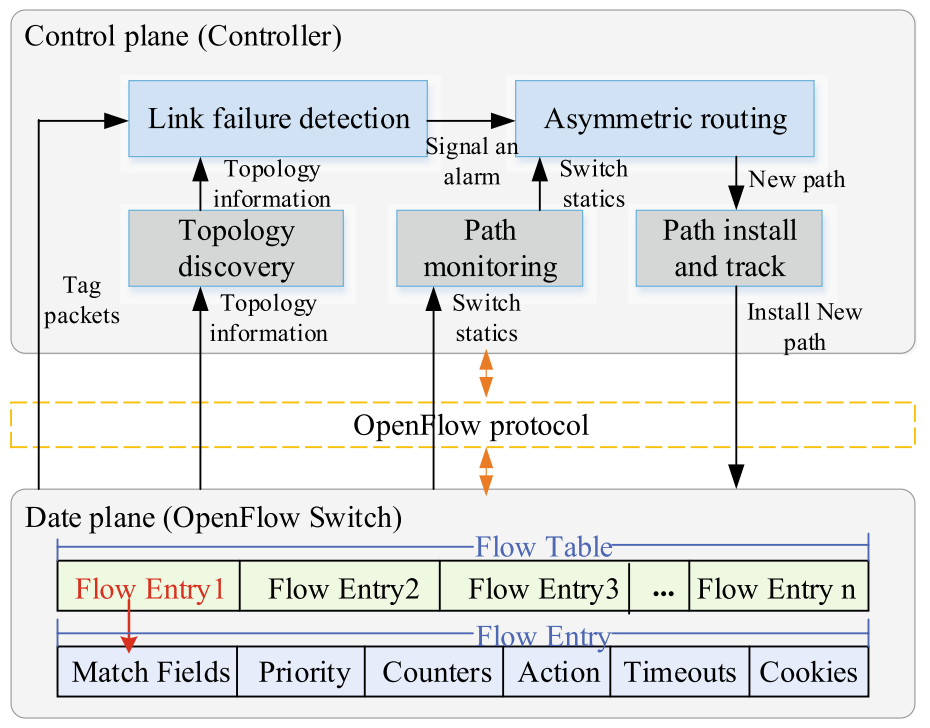 Control plane (Controller)
Link failure detection
Asymmetric routing
Signal an
alarm
Topology
information
Switch
statics
New path
Topology
discovery
Path
monitoring
Path install
and track
Tag
packets
Topology
information
Switch
statics
Install New
path
OpenFlow protocol
Date plane (OpenFlow Switch)
Flow Table
Flow Entry1
Flow Entry2
Flow Entry3
...
Flow Entry n
Flow Entry
Match Fields
Priority
Counters
Action
Timeouts
Cookies